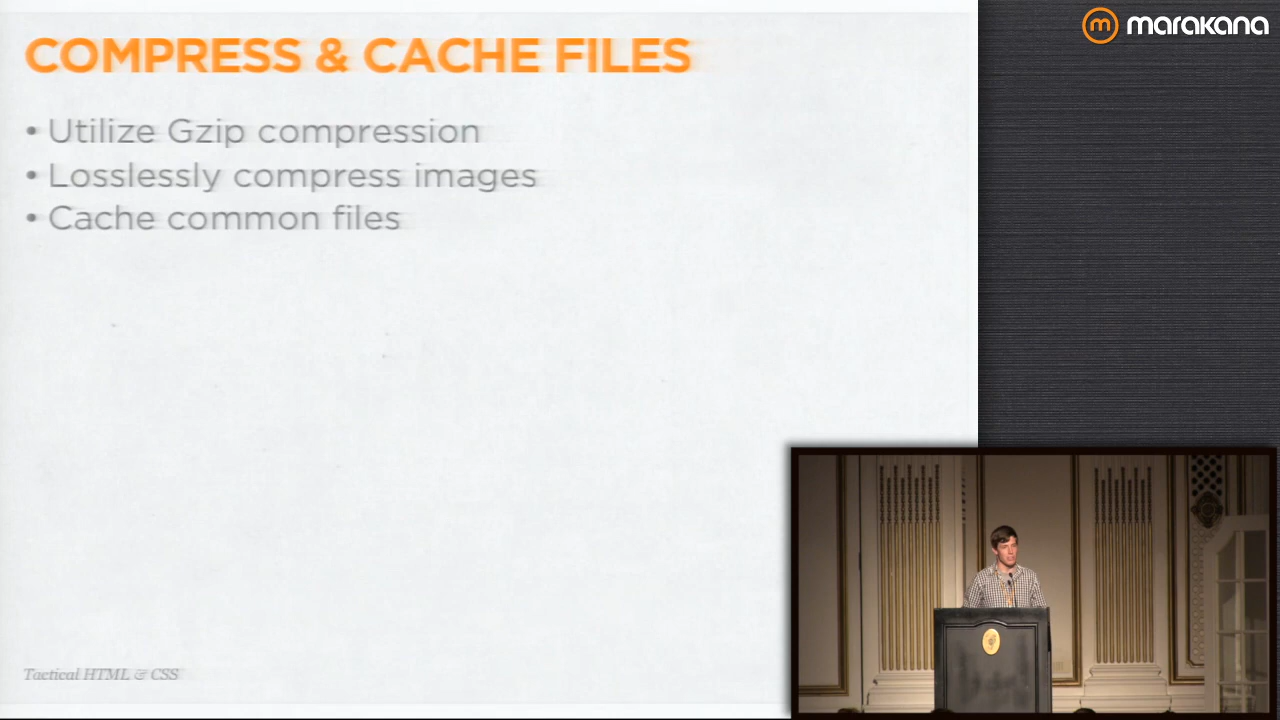 COMPRESS & CACHE FILES
marakana
• Utilize Gzip compression
• Losslessly compress images
• Cache common files
Tactical HTML & CSS